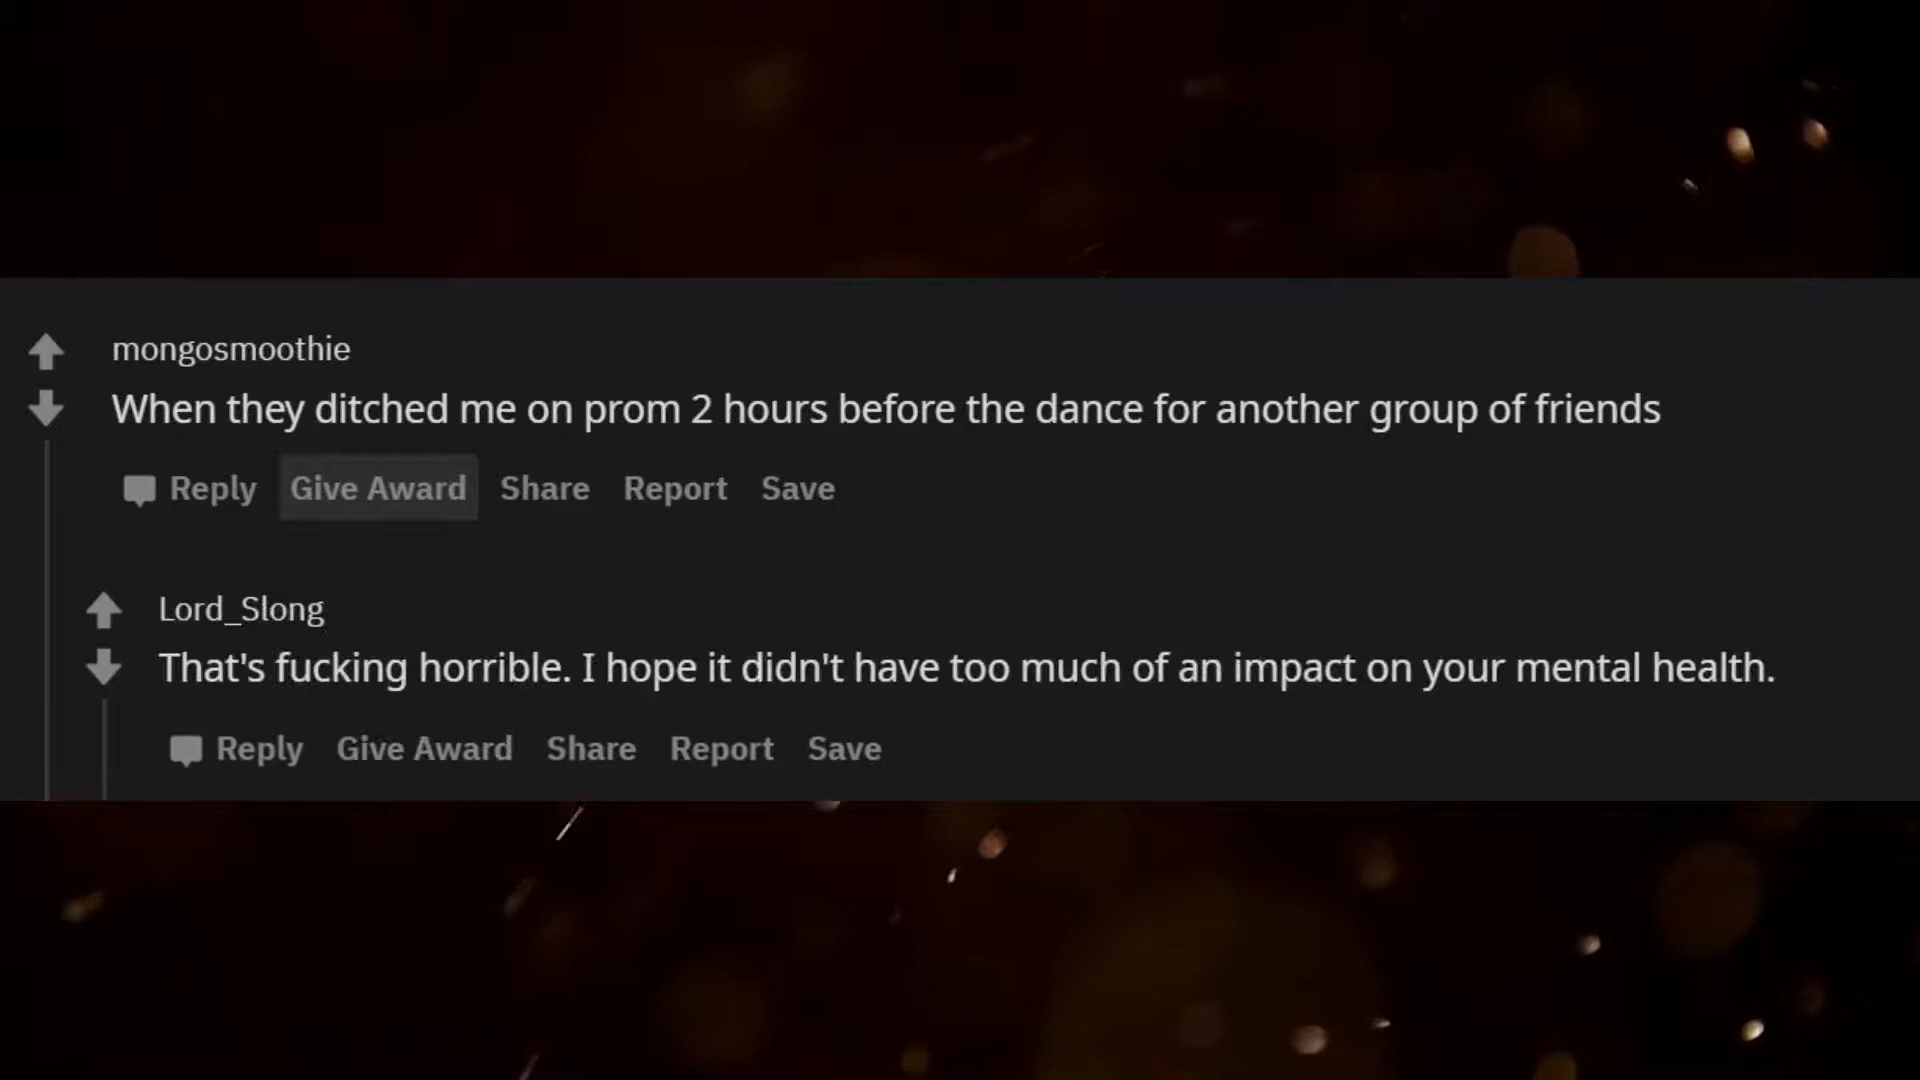 mongosmoothie
When they ditched me on prom 2 hours before the dance for another group of friends
Reply Give Award Share Report Save
Lord_Slong
That's fucking horrible. I hope it didn't have too much of an impact on your mental health.
Reply Give Award Share Report Save